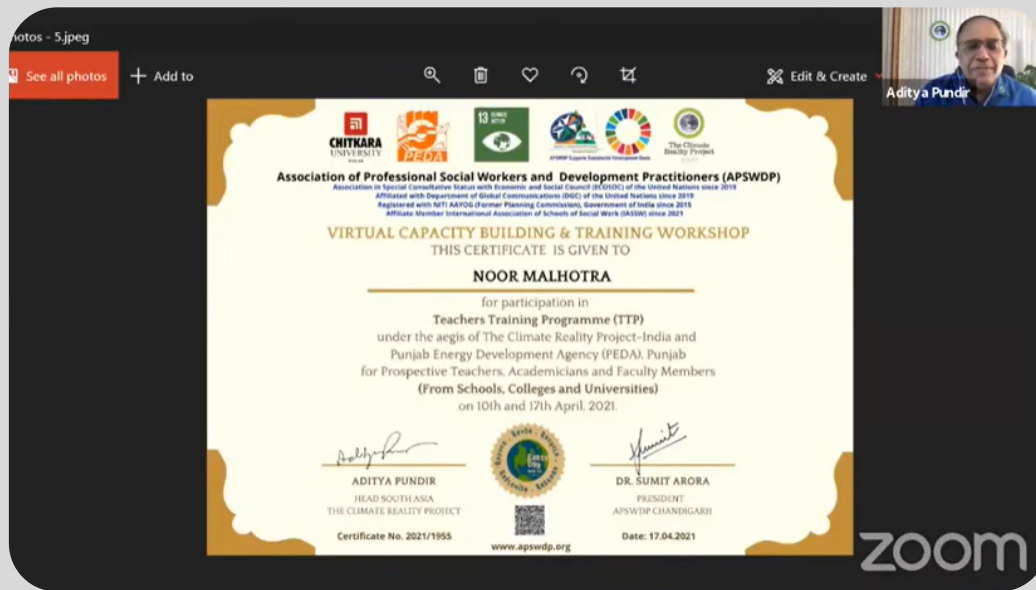 otos - 5.jpeg
See all photos
Add to
Edit & Create
Aditya Pundir
CHITKARA
UNIVERSITY
PEDA
13 CLIMATE
ACTION
APSWDP Supports Sustainable Development Goals
The Climate
Reality Project
Association of Professional Social Workers and Development Practitioners (APSWDP)
Association in Special Consultative Status with Economic and Social Council (ECOSOC) of the United Nations since 2019
Affiliated with Department of Global Communications (DGC) of the United Nations since 2019
Registered with NITI AAYOG (Former Planning Commission), Government of India since 2015
Affiliate Member International Association of Schools of Social Work (IASSW) since 2021
VIRTUAL CAPACITY BUILDING & TRAINING WORKSHOP
THIS CERTIFICATE IS GIVEN TO
NOOR MALHOTRA
for participation in
Teachers Training Programme (TTP)
under the aegis of The Climate Reality Project-India and
Punjab Energy Development Agency (PEDA), Punjab
for Prospective Teachers, Academicians and Faculty Members
(From Schools, Colleges and Universities)
on 10th and 17th April, 2021.
ADITYA PUNDIR
HEAD SOUTH ASIA
THE CLIMATE REALITY PROJECT
DR. SUMIT ARORA
PRESIDENT
APSWDP CHANDIGARH
Certificate No. 2021/1955
www.apswdp.org
Date: 17.04.2021
zoom